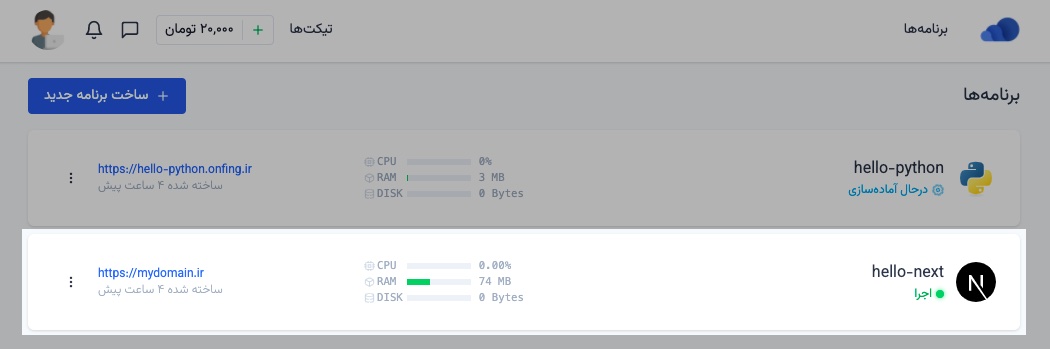 برنامه‌ها
تیکت‌ها
+ ۲۰,۰۰۰ تومان
برنامه‌ها
+ ساخت برنامه جدید
hello-python
درحال آماده‌سازی
CPU 0%
RAM 3 MB
DISK 0 Bytes
https://hello-python.onfing.ir
ساخته شده ۴ ساعت پیش
hello-next
اجرا
CPU 0.00%
RAM 74 MB
DISK 0 Bytes
https://mydomain.ir
ساخته شده ۴ ساعت پیش